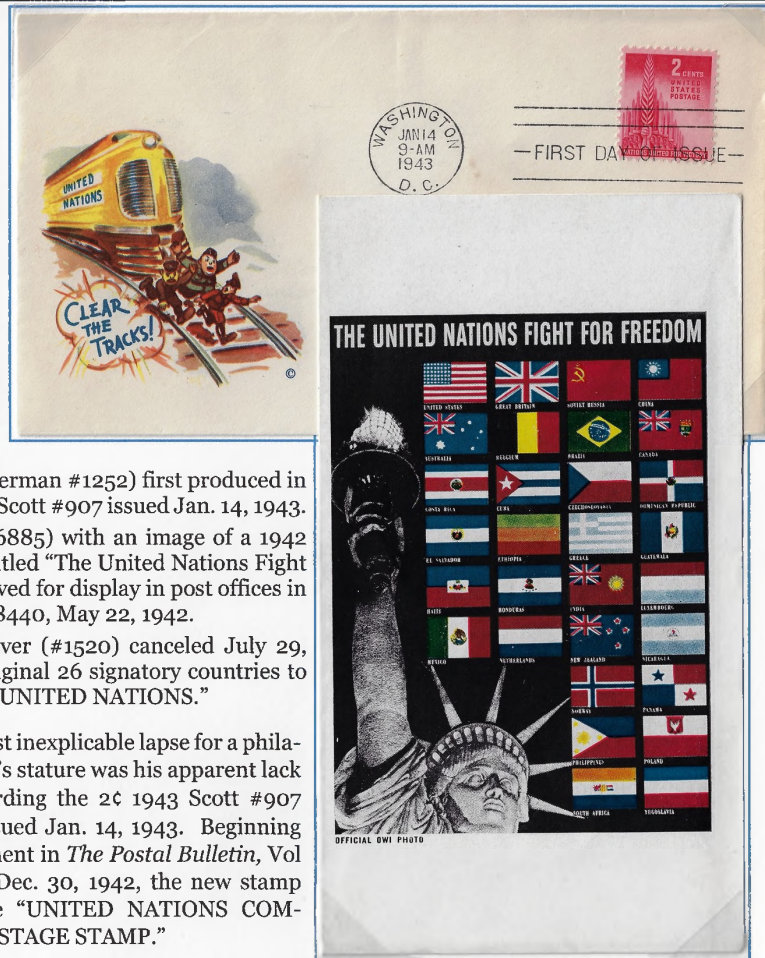 2 CENTS
UNITED
STATES
POSTAGE
NATIONS UNITED FOR VICTORY
WASHINGTON
JAN 14
9-AM
1943
D. C.
FIRST DAY OF ISSUE
UNITED
NATIONS
CLEAR
THE
TRACKS!
©
THE UNITED NATIONS FIGHT FOR FREEDOM
UNITED STATES GREAT BRITAIN SOVIET RUSSIA CHINA
AUSTRALIA BELGIUM BRAZIL CANADA
COSTA RICA CUBA CZECHOSLOVAKIA DOMINICAN REPUBLIC
EL SALVADOR ETHIOPIA GREECE GUATEMALA
HAITI HONDURAS INDIA LUXEMBOURG
MEXICO NETHERLANDS NEW ZEALAND NICARAGUA
NORWAY PANAMA
PHILIPPINES POLAND
SOUTH AFRICA YUGOSLAVIA
OFFICIAL OWI PHOTO
erman #1252) first produced in
Scott #907 issued Jan. 14, 1943.
6885) with an image of a 1942
tled “The United Nations Fight
ved for display in post offices in
8440, May 22, 1942.
ver (#1520) canceled July 29,
ginal 26 signatory countries to
UNITED NATIONS.”
st inexplicable lapse for a phila-
’s stature was his apparent lack
rding the 2¢ 1943 Scott #907
ued Jan. 14, 1943. Beginning
ent in The Postal Bulletin, Vol
Dec. 30, 1942, the new stamp
e “UNITED NATIONS COM-
STAGE STAMP.”